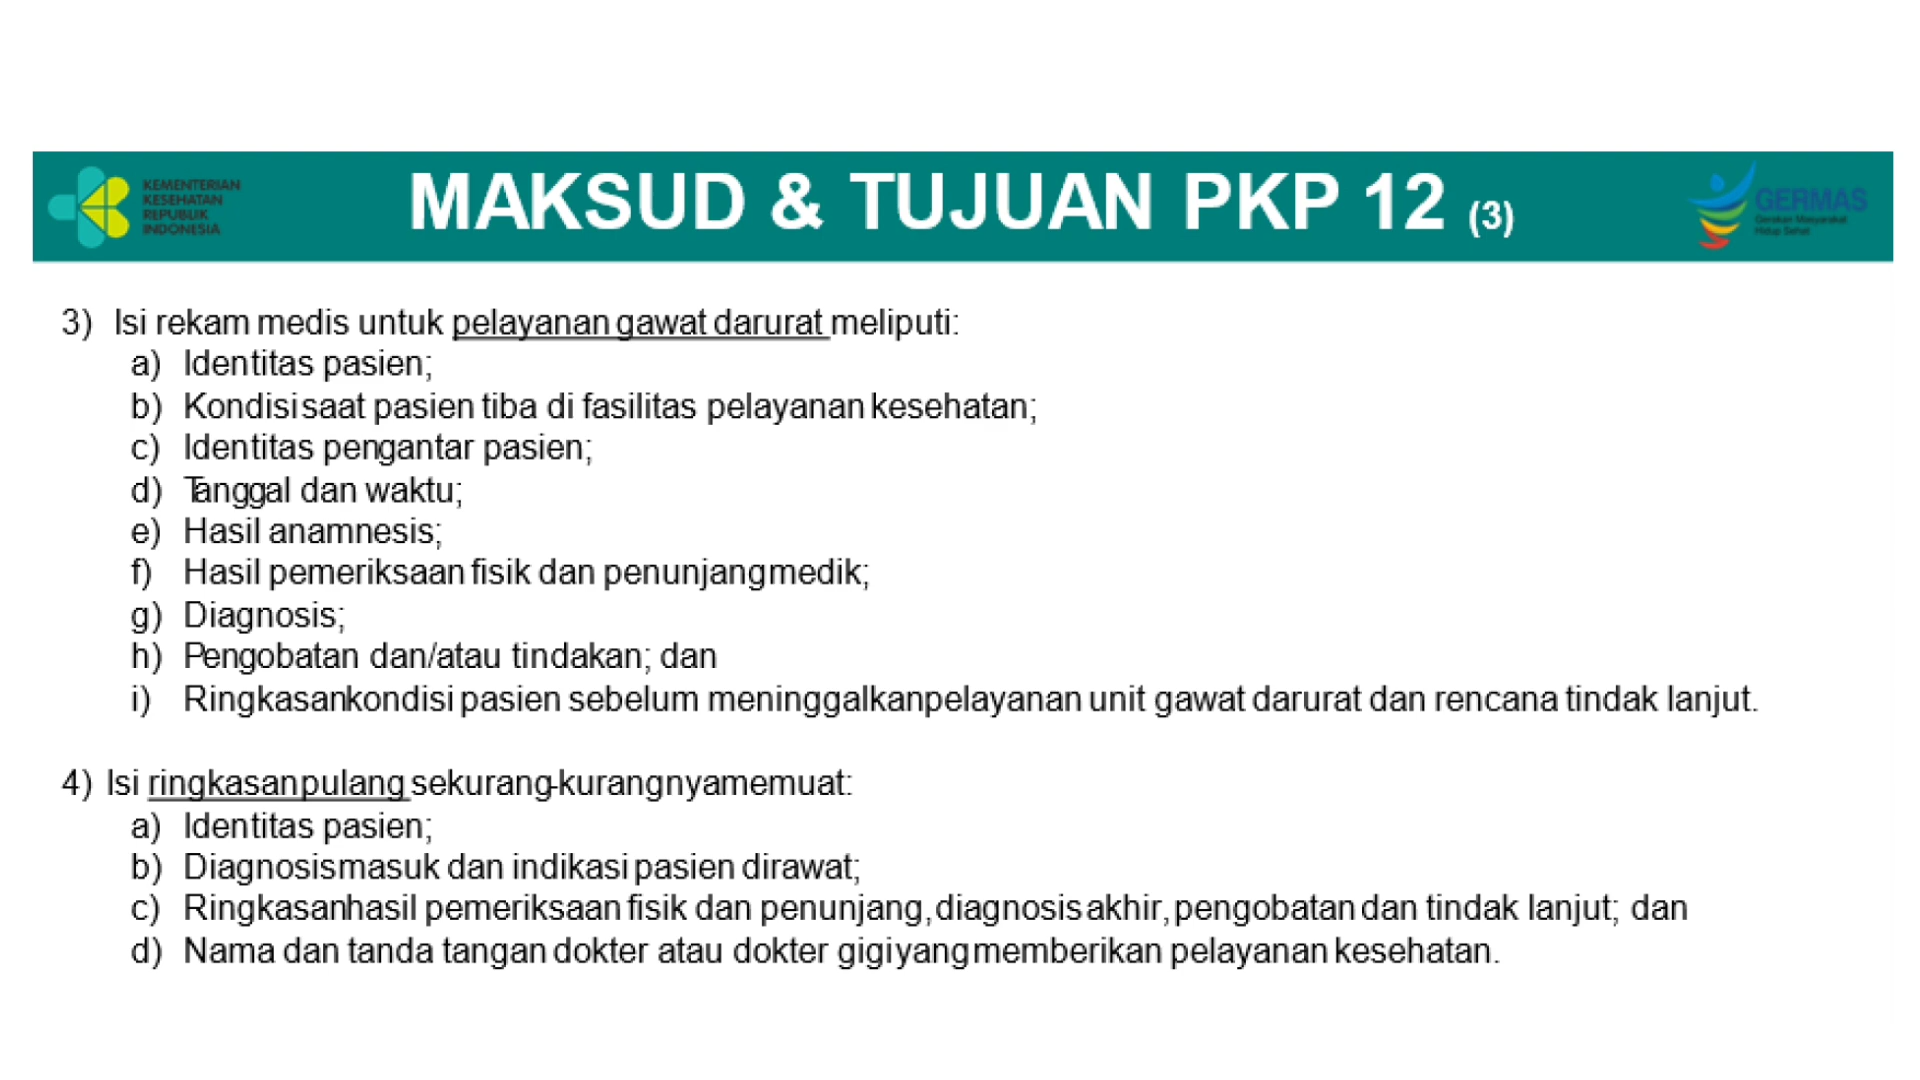 KEMENTERIAN
KESEHATAN
REPUBLIK
INDONESIA
MAKSUD & TUJUAN PKP 12 (3)
GERMAS
Gerakan Masyarakat
Hidup Sehat
3) Isi rekam medis untuk pelayanan gawat darurat meliputi:
a) Identitas pasien;
b) Kondisi saat pasien tiba di fasilitas pelayanan kesehatan;
c) Identitas pengantar pasien;
d) Tanggal dan waktu;
e) Hasil anamnesis;
f) Hasil pemeriksaan fisik dan penunjang medik;
g) Diagnosis;
h) Pengobatan dan/atau tindakan; dan
i) Ringkasan kondisi pasien sebelum meninggalkan pelayanan unit gawat darurat dan rencana tindak lanjut.
4) Isi ringkasan pulang sekurang-kurangnya memuat:
a) Identitas pasien;
b) Diagnosis masuk dan indikasi pasien dirawat;
c) Ringkasan hasil pemeriksaan fisik dan penunjang, diagnosis akhir, pengobatan dan tindak lanjut; dan
d) Nama dan tanda tangan dokter atau dokter gigi yang memberikan pelayanan kesehatan.